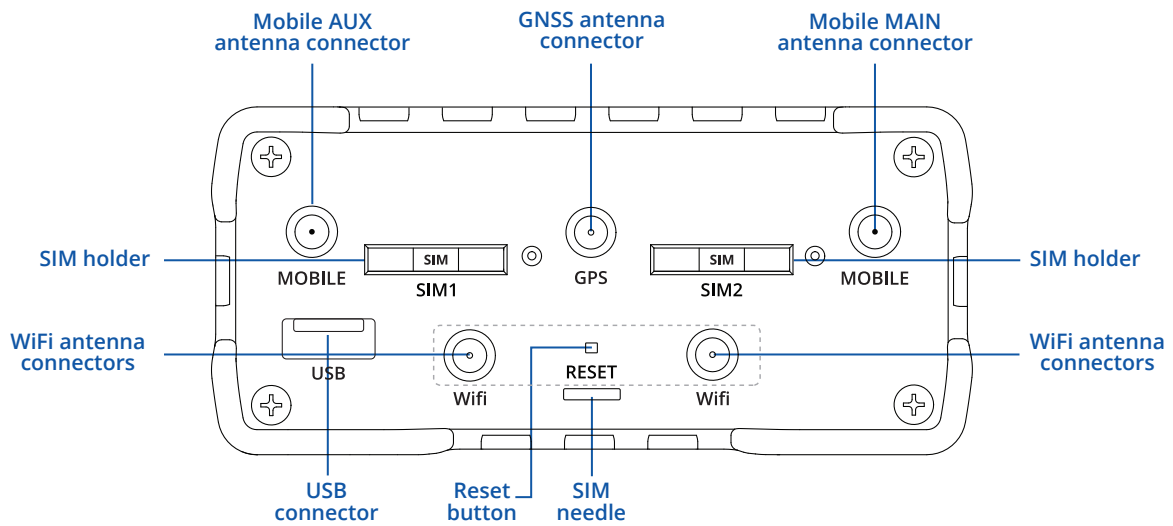 Mobile AUX
antenna connector
GNSS antenna
connector
Mobile MAIN
antenna connector
SIM holder
MOBILE
SIM
SIM1
GPS
SIM
SIM2
MOBILE
SIM holder
WiFi antenna
connectors
USB
Wifi
RESET
Wifi
WiFi antenna
connectors
USB
connector
Reset
button
SIM
needle